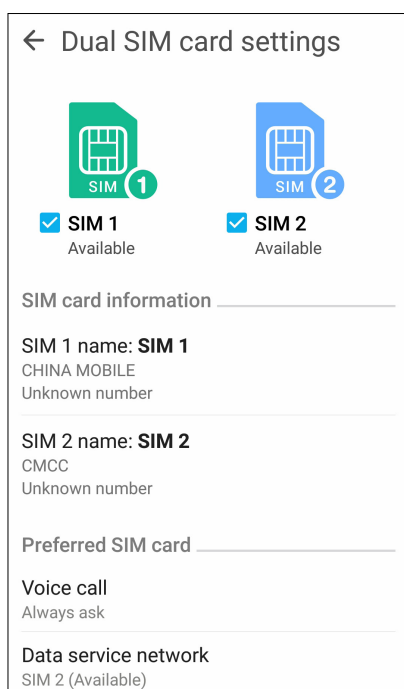 Dual SIM card settings
SIM 1
SIM 2
SIM 1
SIM 2
Available
Available
SIM card information
SIM 1 name: SIM 1
CHINA MOBILE
Unknown number
SIM 2 name: SIM 2
CMCC
Unknown number
Preferred SIM card
Voice call
Always ask
Data service network
SIM 2 (Available)